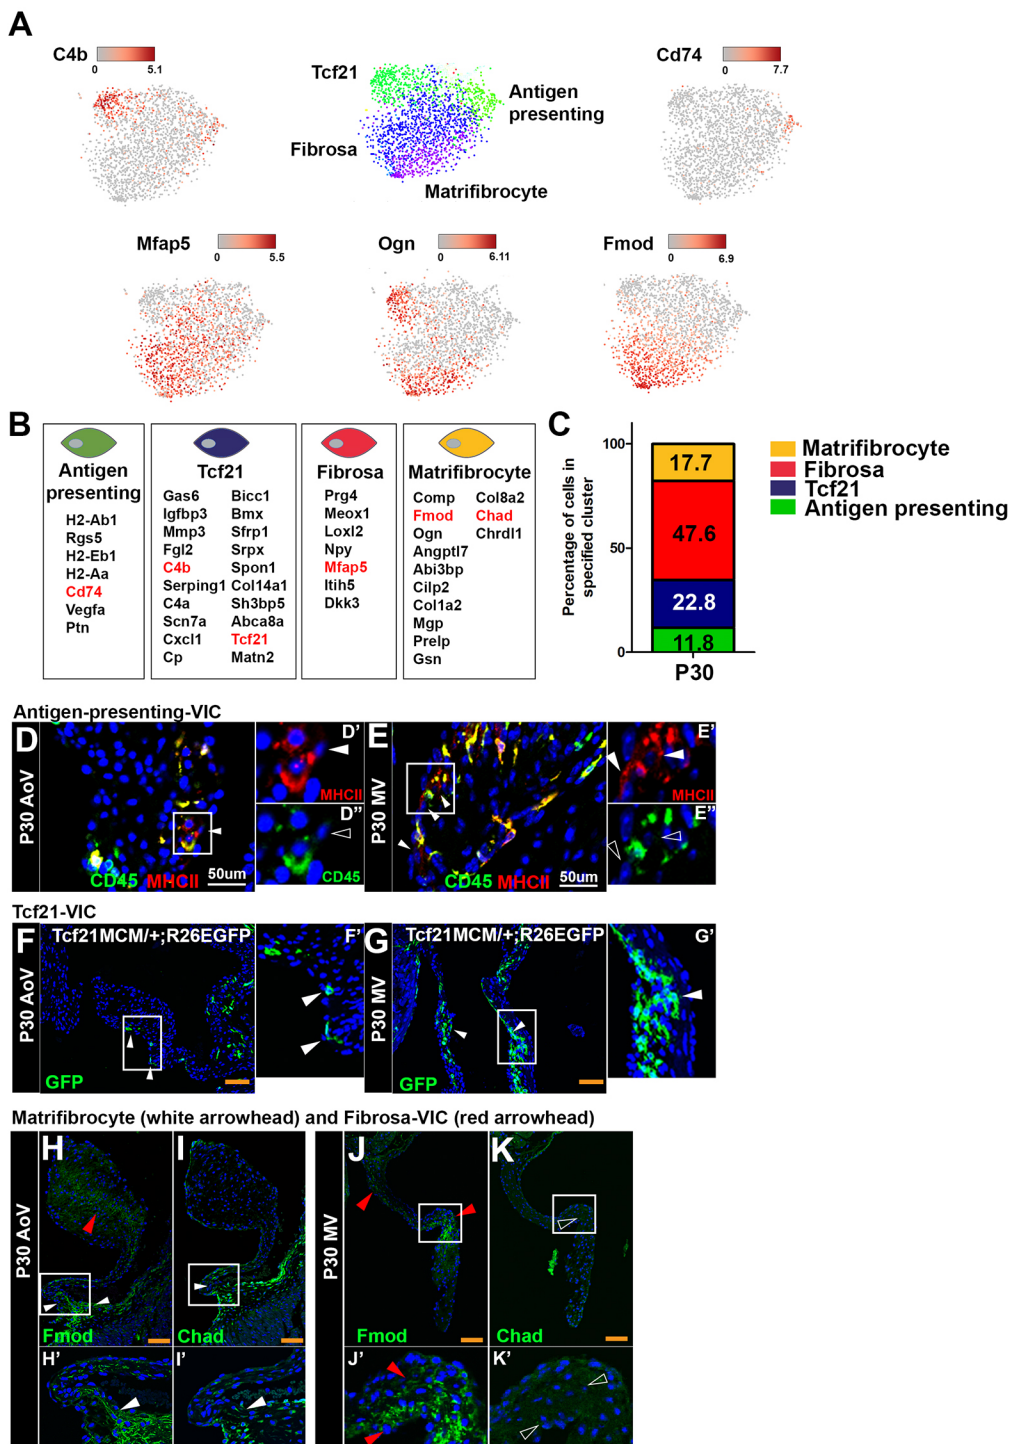 A
C4b
0 5.1
Tcf21
Antigen
presenting
Fibrosa
Matrifibrocyte
Cd74
0 7.7
Mfap5
0 5.5
Ogn
0 6.11
Fmod
0 6.9
B
Antigen
presenting
H2-Ab1
Rgs5
H2-Eb1
H2-Aa
Cd74
Vegfa
Ptn
Tcf21
Gas6 Bicc1
Igfbp3 Bmx
Mmp3 Sfrp1
Fgl2 Srpx
C4b Spon1
Serping1 Col14a1
C4a Sh3bp5
Scn7a Abca8a
Cxcl1 Tcf21
Cp Matn2
Fibrosa
Prg4
Meox1
Loxl2
Npy
Mfap5
Itih5
Dkk3
Matrifibrocyte
Comp Col8a2
Fmod Chad
Ogn Chrdl1
Angptl7
Abi3bp
Cilp2
Col1a2
Mgp
Prelp
Gsn
C
Percentage of cells in
specified cluster
100
50
0
17.7
47.6
22.8
11.8
P30
Matrifibrocyte
Fibrosa
Tcf21
Antigen presenting
Antigen-presenting-VIC
P30 AoV
D
CD45 MHCII
50um
D'
MHCII
D''
CD45
P30 MV
E
CD45 MHCII
50um
E'
MHCII
E''
Tcf21-VIC
P30 AoV
F
Tcf21MCM/+;R26EGFP
GFP
F'
P30 MV
G
Tcf21MCM/+;R26EGFP
GFP
G'
Matrifibrocyte (white arrowhead) and Fibrosa-VIC (red arrowhead)
P30 AoV
H
Fmod
I
Chad
H'
I'
P30 MV
J
Fmod
K
Chad
J'
K'